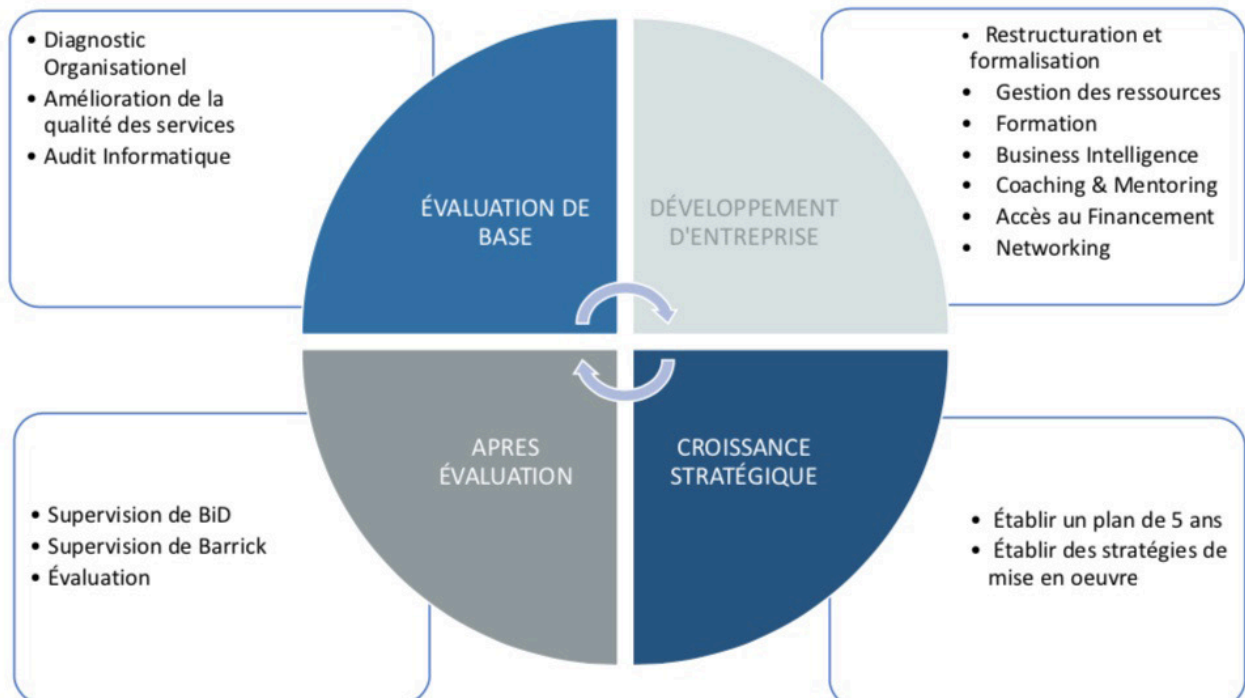 • Diagnostic
Organisationel
• Amélioration de la
qualité des services
• Audit Informatique
ÉVALUATION DE
BASE
DÉVELOPPEMENT
D'ENTREPRISE
• Restructuration et
formalisation
• Gestion des ressources
• Formation
• Business Intelligence
• Coaching & Mentoring
• Accès au Financement
• Networking
• Supervision de BiD
• Supervision de Barrick
• Évaluation
APRES
ÉVALUATION
CROISSANCE
STRATÉGIQUE
• Établir un plan de 5 ans
• Établir des stratégies de
mise en oeuvre